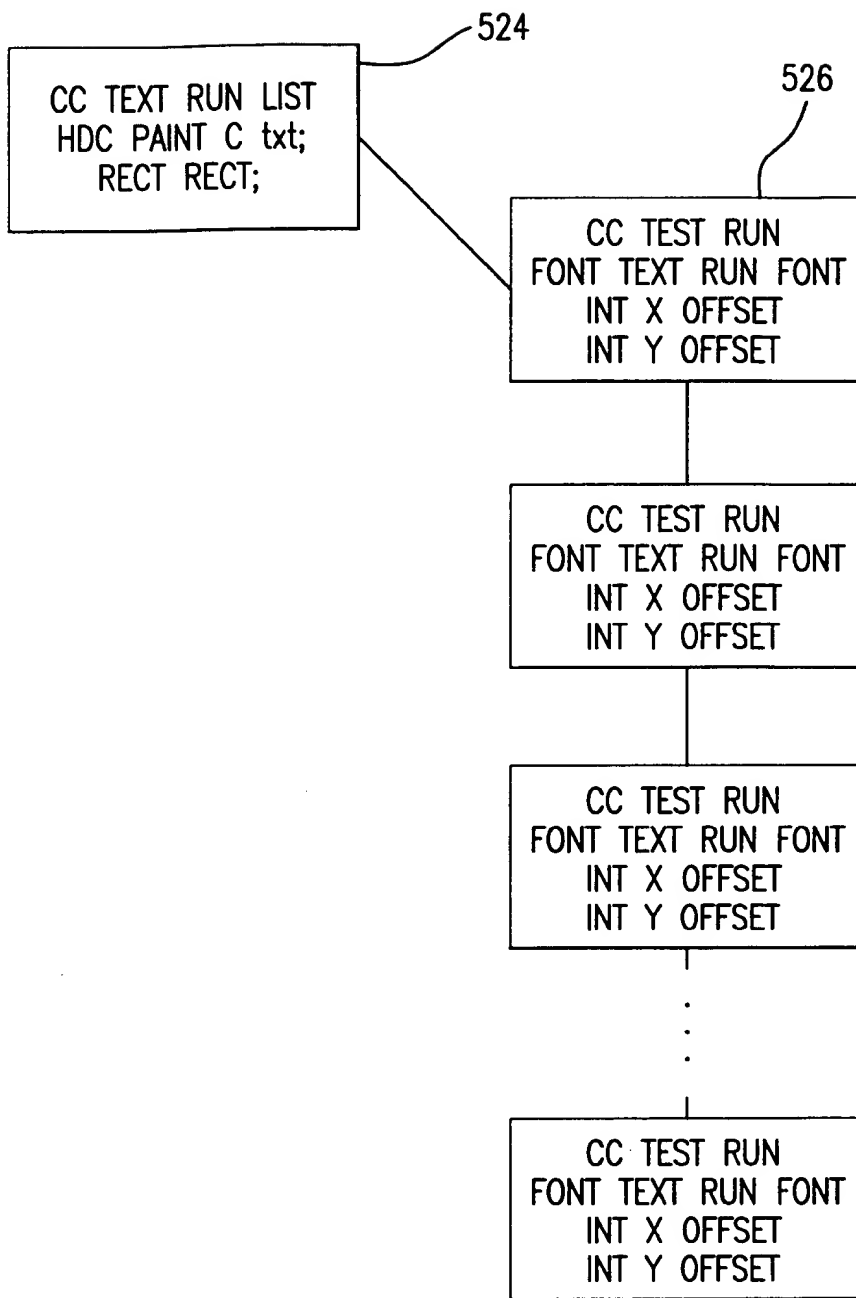 524
CC TEXT RUN LIST
HDC PAINT C txt;
RECT RECT;
526
CC TEST RUN
FONT TEXT RUN FONT
INT X OFFSET
INT Y OFFSET
CC TEST RUN
FONT TEXT RUN FONT
INT X OFFSET
INT Y OFFSET
CC TEST RUN
FONT TEXT RUN FONT
INT X OFFSET
INT Y OFFSET
CC TEST RUN
FONT TEXT RUN FONT
INT X OFFSET
INT Y OFFSET